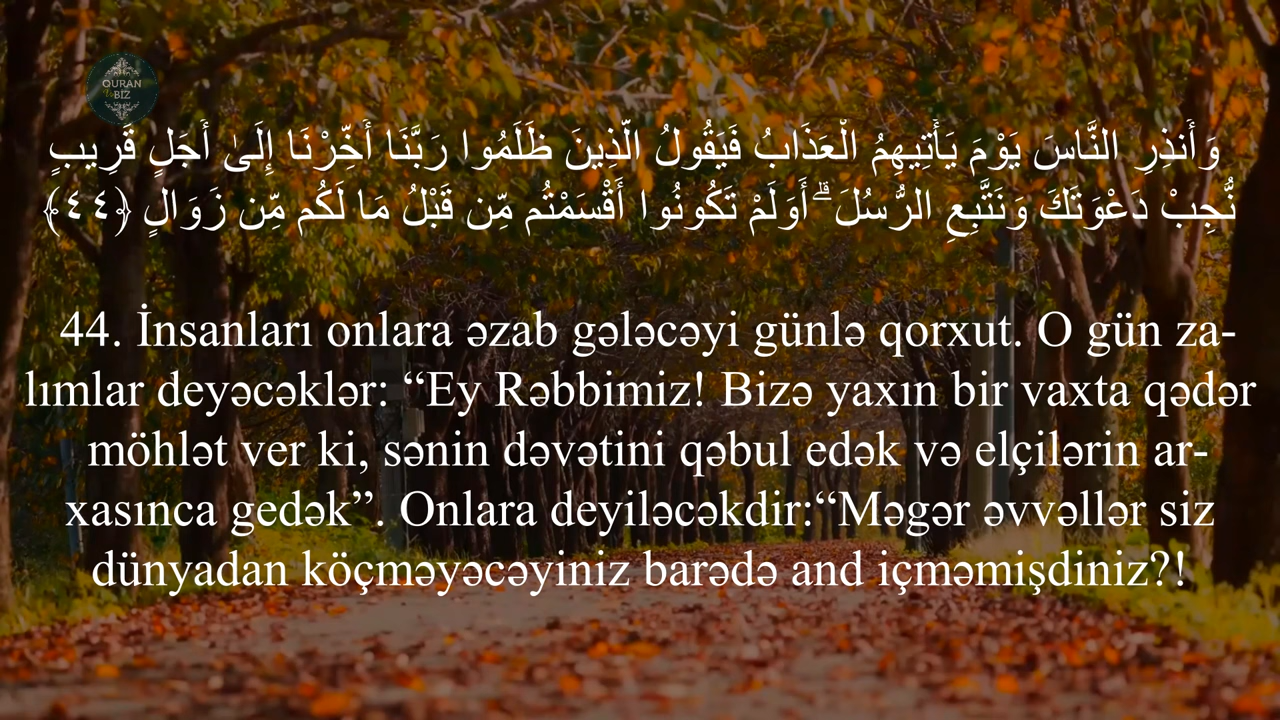 QURAN
Və
BİZ
وَأَنذِرِ النَّاسَ يَوْمَ يَأْتِيهِمُ الْعَذَابُ فَيَقُولُ الَّذِينَ ظَلَمُوا رَبَّنَا أَخِّرْنَا إِلَىٰ أَجَلٍ قَرِيبٍ
نُّجِبْ دَعْوَتَكَ وَنَتَّبِعِ الرُّسُلَ ۗ أَوَلَمْ تَكُونُوا أَقْسَمْتُم مِّن قَبْلُ مَا لَكُم مِّن زَوَالٍ ﴿٤٤﴾
44. İnsanları onlara əzab gələcəyi günlə qorxut. O gün za-
lımlar deyəcəklər: “Ey Rəbbimiz! Bizə yaxın bir vaxta qədər
möhlət ver ki, sənin dəvətini qəbul edək və elçilərin ar-
xasınca gedək”. Onlara deyiləcəkdir:“Məgər əvvəllər siz
dünyadan köçməyəcəyiniz barədə and içməmişdiniz?!